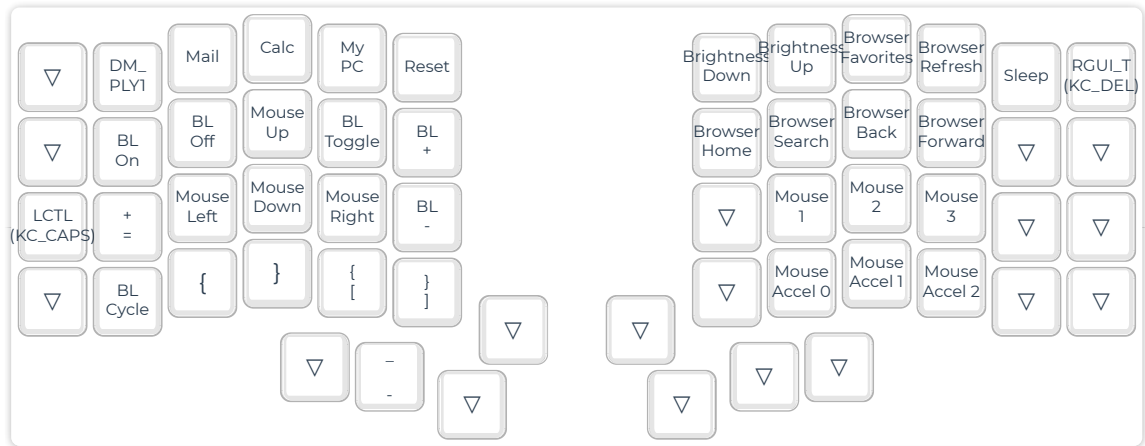 ▽
DM_
PLY1
Mail
Calc
My
PC
Reset
Brightness
Down
Brightness
Up
Browser
Favorites
Browser
Refresh
Sleep
RGUI_T
(KC_DEL)
▽
BL
On
BL
Off
Mouse
Up
BL
Toggle
BL
+
Browser
Home
Browser
Search
Browser
Back
Browser
Forward
▽
▽
LCTL
(KC_CAPS)
+
=
Mouse
Left
Mouse
Down
Mouse
Right
BL
-
▽
Mouse
1
Mouse
2
Mouse
3
▽
▽
▽
BL
Cycle
{
}
{
[
}
]
▽
Mouse
Accel 0
Mouse
Accel 1
Mouse
Accel 2
▽
▽
▽
▽
▽
_
-
▽
▽
▽
▽